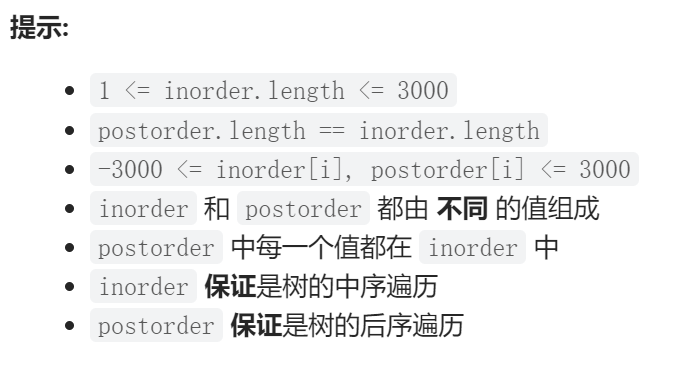 提示:
1 <= inorder.length <= 3000
postorder.length == inorder.length
-3000 <= inorder[i], postorder[i] <= 3000
inorder 和 postorder 都由 不同 的值组成
postorder 中每一个值都在 inorder 中
inorder 保证是树的中序遍历
postorder 保证是树的后序遍历